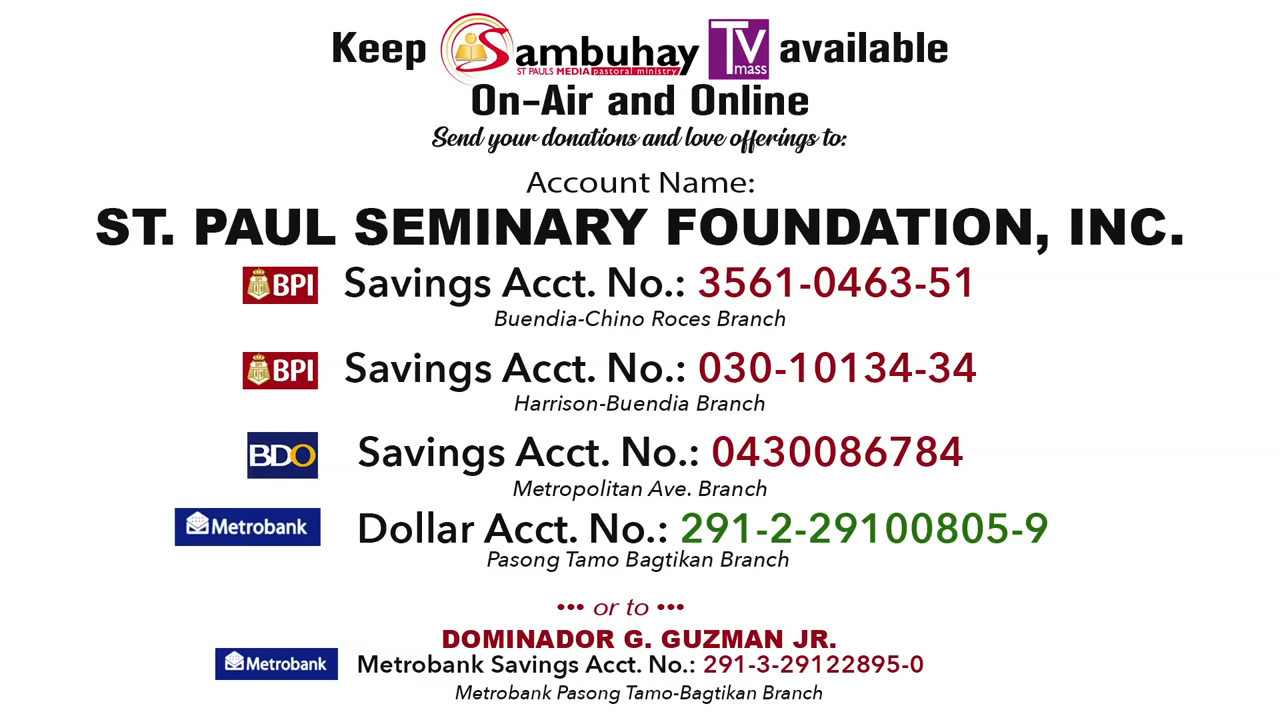 Keep Sambuhay TV mass available
ST PAULS MEDIA pastoral ministry
On-Air and Online
Send your donations and love offerings to:
Account Name:
ST. PAUL SEMINARY FOUNDATION, INC.
BPI Savings Acct. No.: 3561-0463-51
Buendia-Chino Roces Branch
BPI Savings Acct. No.: 030-10134-34
Harrison-Buendia Branch
BDO Savings Acct. No.: 0430086784
Metropolitan Ave. Branch
Metrobank Dollar Acct. No.: 291-2-29100805-9
Pasong Tamo Bagtikan Branch
••• or to •••
DOMINADOR G. GUZMAN JR.
Metrobank Metrobank Savings Acct. No.: 291-3-29122895-0
Metrobank Pasong Tamo-Bagtikan Branch